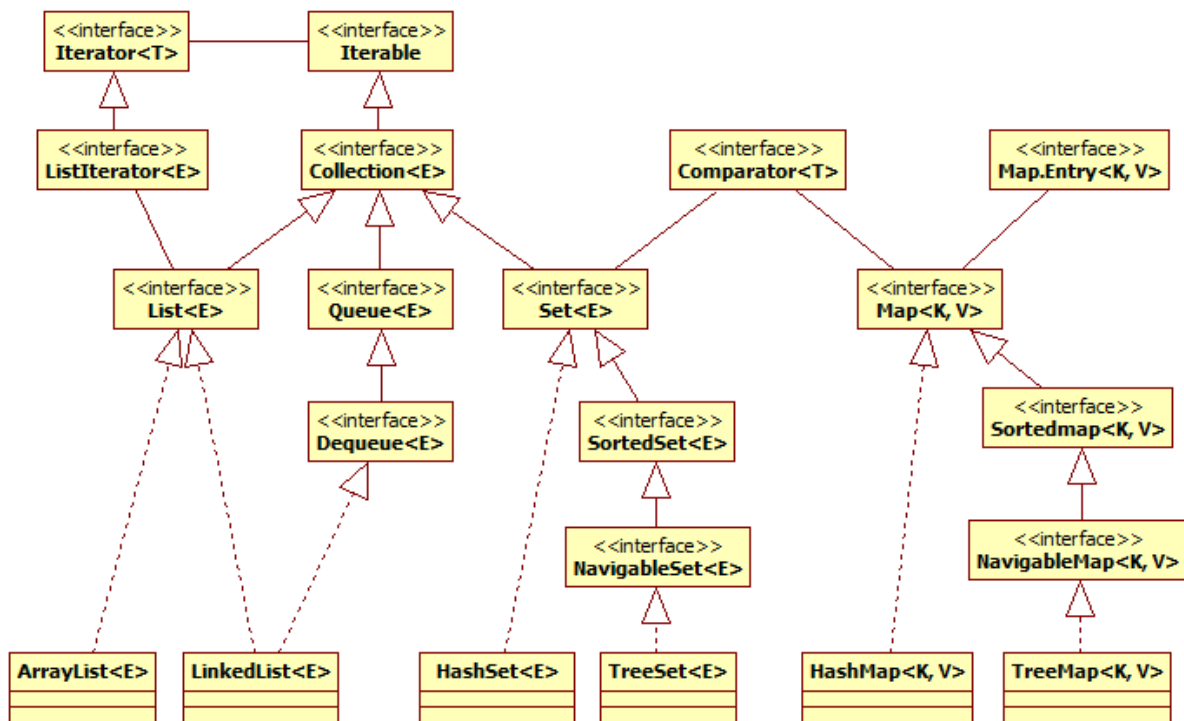 <<interface>>
Iterator<T>
<<interface>>
Iterable
<<interface>>
ListIterator<E>
<<interface>>
Collection<E>
<<interface>>
Comparator<T>
<<interface>>
Map.Entry<K, V>
<<interface>>
List<E>
<<interface>>
Queue<E>
<<interface>>
Set<E>
<<interface>>
Map<K, V>
<<interface>>
Dequeue<E>
<<interface>>
SortedSet<E>
<<interface>>
Sortedmap<K, V>
<<interface>>
NavigableSet<E>
<<interface>>
NavigableMap<K, V>
ArrayList<E>
LinkedList<E>
HashSet<E>
TreeSet<E>
HashMap<K, V>
TreeMap<K, V>